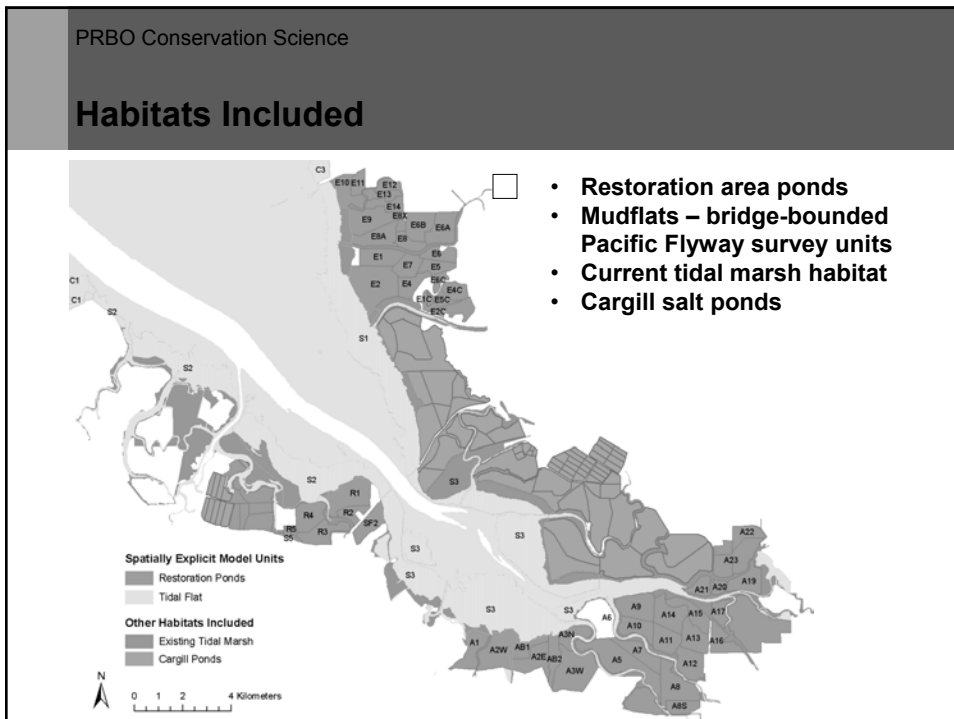 PRBO Conservation Science
Habitats Included
• Restoration area ponds
• Mudflats – bridge-bounded
Pacific Flyway survey units
• Current tidal marsh habitat
• Cargill salt ponds
C3
E10 E11 E12
E13
E14
E9 E8X
E6B E6A
E8A E8
E1 E7 E6
E5
E6C
E2 E4 E4C
E1C E5C
E2C
C1
C1
S2
S1
S2
S3
S2
R1
R4 R2
R5 R3 SF2
S5
S3
S3
S3
S3
S3
A22
A23
A19
A21 A20
A6 A9
A14 A15 A17
A10
A11 A13 A16
A1 A3N
AB1
A2W A2E AB2
A3W
A5 A7
A12
A8
A8S
Spatially Explicit Model Units
Restoration Ponds
Tidal Flat
Other Habitats Included
Existing Tidal Marsh
Cargill Ponds
N
0 1 2 4 Kilometers